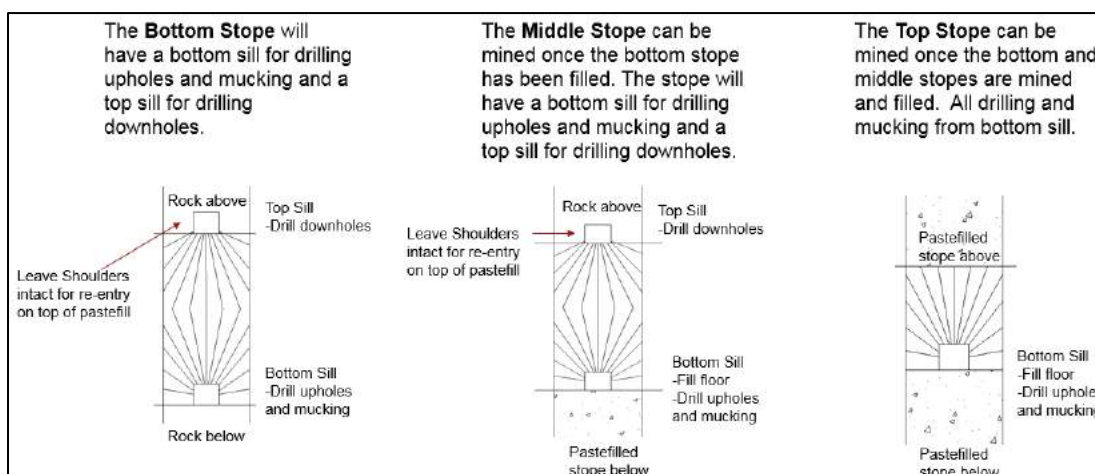 The Bottom Stope will
have a bottom sill for drilling
upholes and mucking and a
top sill for drilling
downholes.
Rock above
Top Sill
-Drill downholes
Leave Shoulders
intact for re-entry
on top of pastefill
Bottom Sill
-Drill upholes
and mucking
Rock below
The Middle Stope can be
mined once the bottom stope
has been filled. The stope will
have a bottom sill for drilling
upholes and mucking and a
top sill for drilling downholes.
Rock above
Top Sill
-Drill downholes
Leave Shoulders
intact for re-entry
on top of pastefill
Bottom Sill
-Fill floor
-Drill upholes
and mucking
Pastefilled
stope below
The Top Stope can be
mined once the bottom and
middle stopes are mined
and filled. All drilling and
mucking from bottom sill.
Pastefilled
stope above
Bottom Sill
-Fill floor
-Drill upholes
and mucking
Pastefilled
stope below